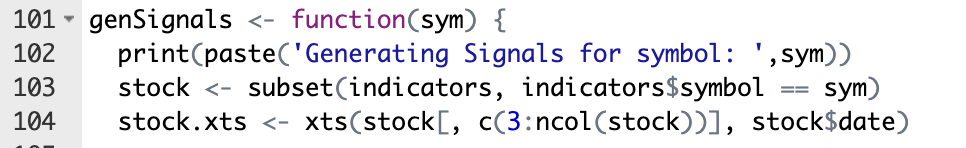 101 genSignals <- function(sym) {
102 print(paste('Generating Signals for symbol: ',sym))
103 stock <- subset(indicators, indicators$symbol == sym)
104 stock.xts <- xts(stock[, c(3:ncol(stock))], stock$date)